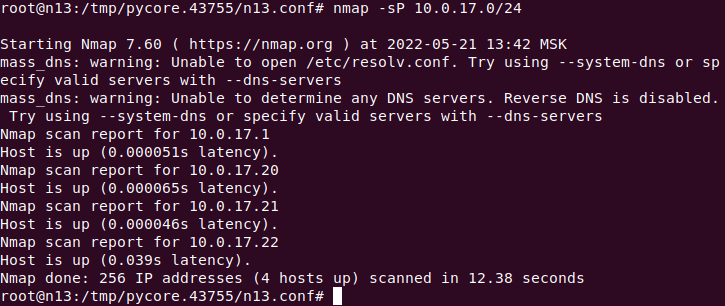 root@n13:/tmp/pycore.43755/n13.conf# nmap -sP 10.0.17.0/24
Starting Nmap 7.60 ( https://nmap.org ) at 2022-05-21 13:42 MSK
mass_dns: warning: Unable to open /etc/resolv.conf. Try using --system-dns or sp
ecify valid servers with --dns-servers
mass_dns: warning: Unable to determine any DNS servers. Reverse DNS is disabled.
 Try using --system-dns or specify valid servers with --dns-servers
Nmap scan report for 10.0.17.1
Host is up (0.000051s latency).
Nmap scan report for 10.0.17.20
Host is up (0.000065s latency).
Nmap scan report for 10.0.17.21
Host is up (0.000046s latency).
Nmap scan report for 10.0.17.22
Host is up (0.039s latency).
Nmap done: 256 IP addresses (4 hosts up) scanned in 12.38 seconds
root@n13:/tmp/pycore.43755/n13.conf#